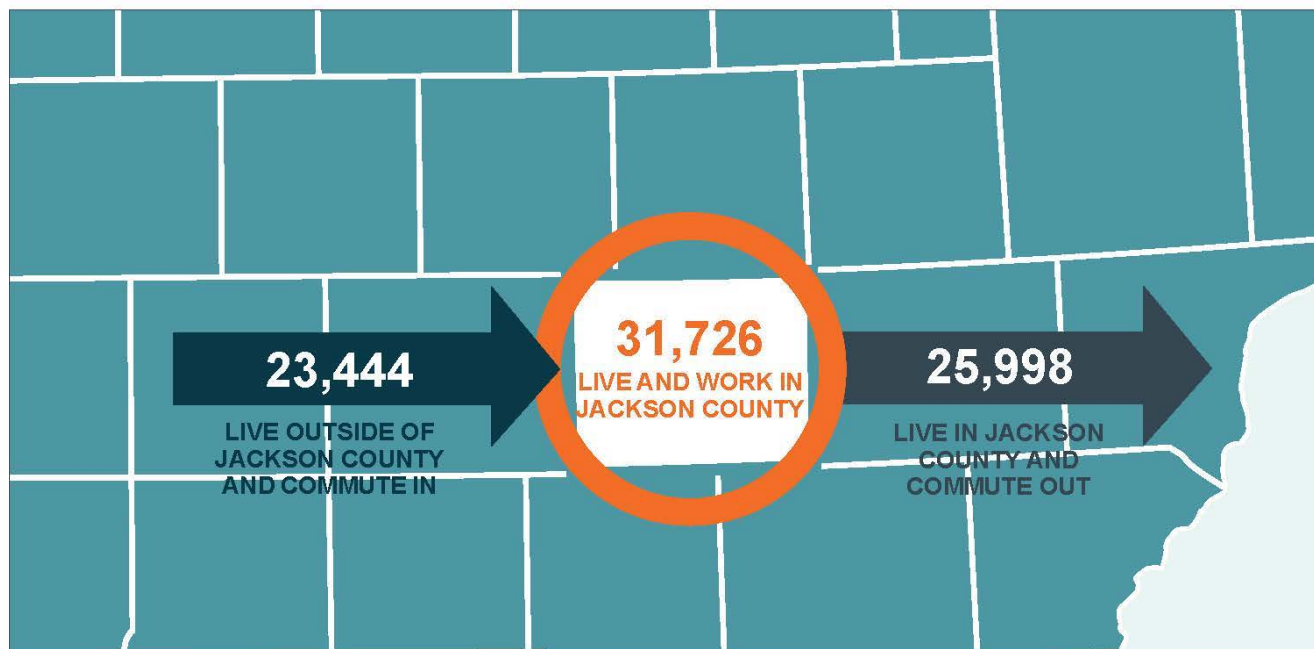 23,444
LIVE OUTSIDE OF
JACKSON COUNTY
AND COMMUTE IN
31,726
LIVE AND WORK IN
JACKSON COUNTY
25,998
LIVE IN JACKSON
COUNTY AND
COMMUTE OUT